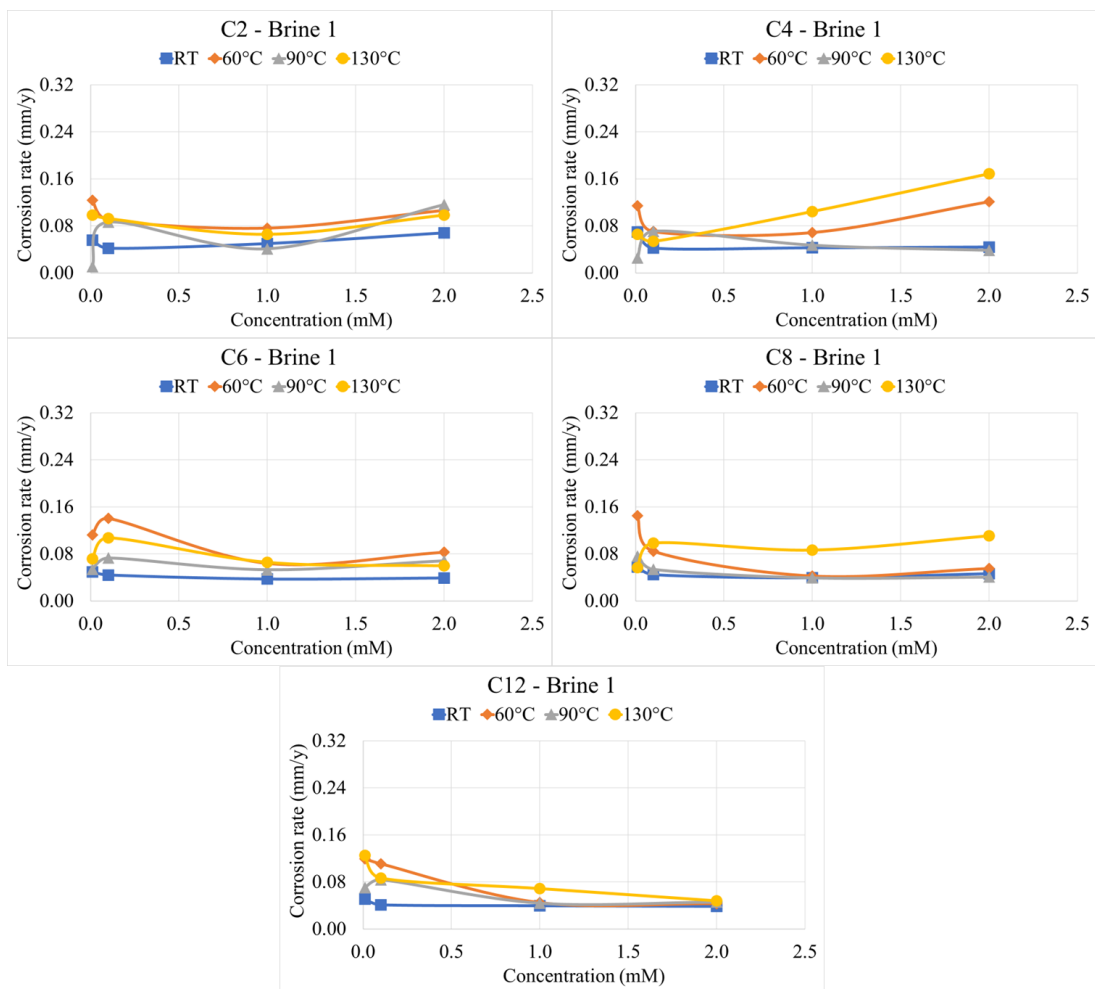 C2 - Brine 1
RT 60°C 90°C 130°C
Corrosion rate (mm/y)
0.32
0.24
0.16
0.08
0.00
0.0 0.5 1.0 1.5 2.0 2.5
Concentration (mM)
C4 - Brine 1
RT 60°C 90°C 130°C
Corrosion rate (mm/y)
0.32
0.24
0.16
0.08
0.00
0.0 0.5 1.0 1.5 2.0 2.5
Concentration (mM)
C6 - Brine 1
RT 60°C 90°C 130°C
Corrosion rate (mm/y)
0.32
0.24
0.16
0.08
0.00
0.0 0.5 1.0 1.5 2.0 2.5
Concentration (mM)
C8 - Brine 1
RT 60°C 90°C 130°C
Corrosion rate (mm/y)
0.32
0.24
0.16
0.08
0.00
0.0 0.5 1.0 1.5 2.0 2.5
Concentration (mM)
C12 - Brine 1
RT 60°C 90°C 130°C
Corrosion rate (mm/y)
0.32
0.24
0.16
0.08
0.00
0.0 0.5 1.0 1.5 2.0 2.5
Concentration (mM)